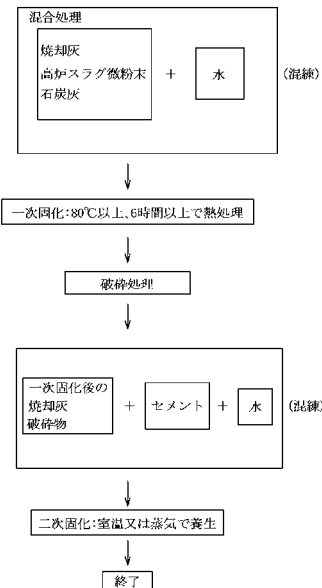 混合処理
焼却灰
高炉スラグ微粉末
石炭灰
+
水
(混練)
一次固化:80℃以上、6時間以上で熱処理
破砕処理
一次固化後の
焼却灰
破砕物
+
セメント
+
水
(混練)
二次固化:室温又は蒸気で養生
終了